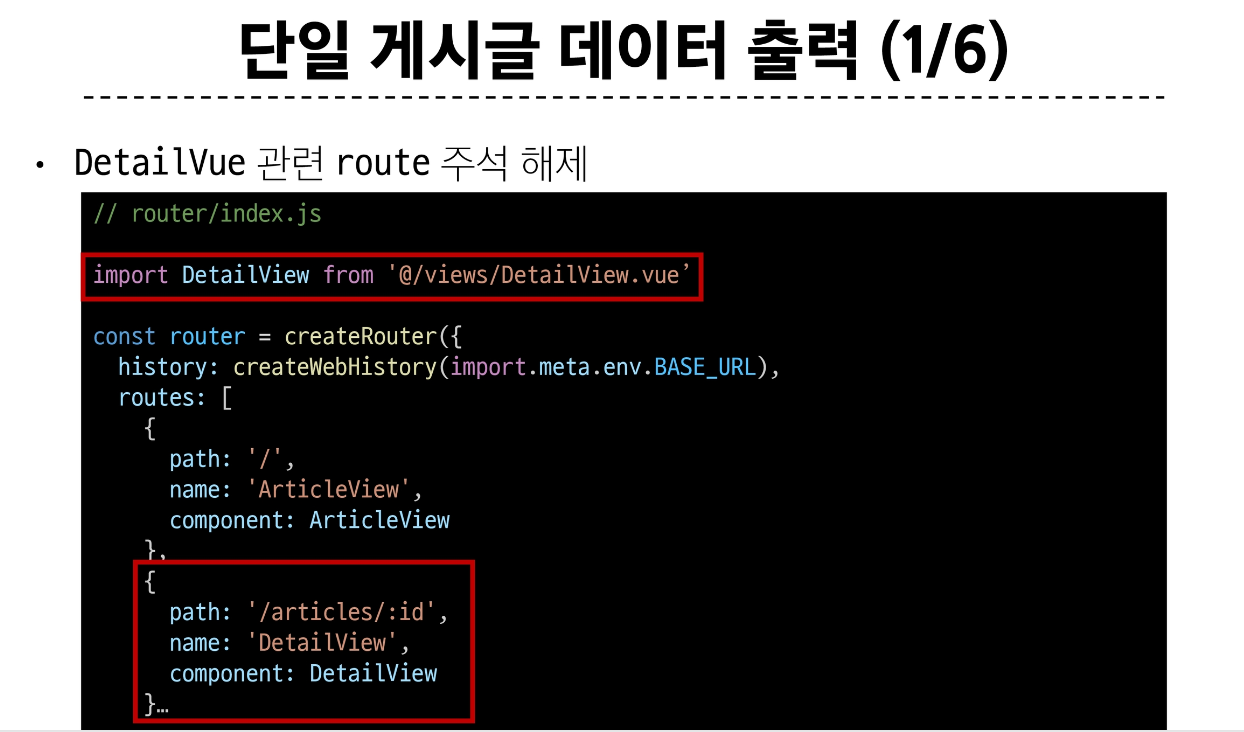 단일 게시글 데이터 출력 (1/6)
• DetailVue 관련 route 주석 해제
// router/index.js
import DetailView from '@/views/DetailView.vue’
const router = createRouter({
  history: createWebHistory(import.meta.env.BASE_URL),
  routes: [
    {
      path: '/',
      name: 'ArticleView',
      component: ArticleView
    },
    {
      path: '/articles/:id',
      name: 'DetailView',
      component: DetailView
    }…